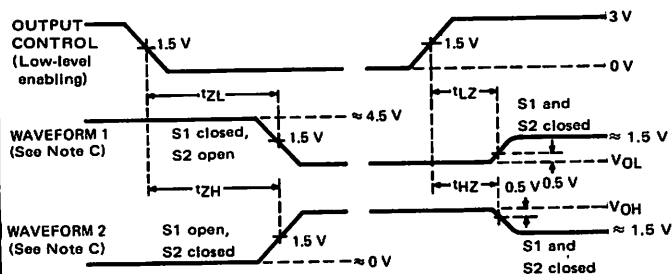 OUTPUT
CONTROL
(Low-level
enabling)
1.5 V
1.5 V
3 V
0 V
tZL
tLZ
WAVEFORM 1
(See Note C)
S1 closed,
S2 open
≈ 4.5 V
1.5 V
S1 and
S2 closed
≈ 1.5 V
VOL
0.5 V
tZH
tHZ
0.5 V
VOH
WAVEFORM 2
(See Note C)
S1 open,
S2 closed
1.5 V
≈ 0 V
≈ 1.5 V
S1 and
S2 closed